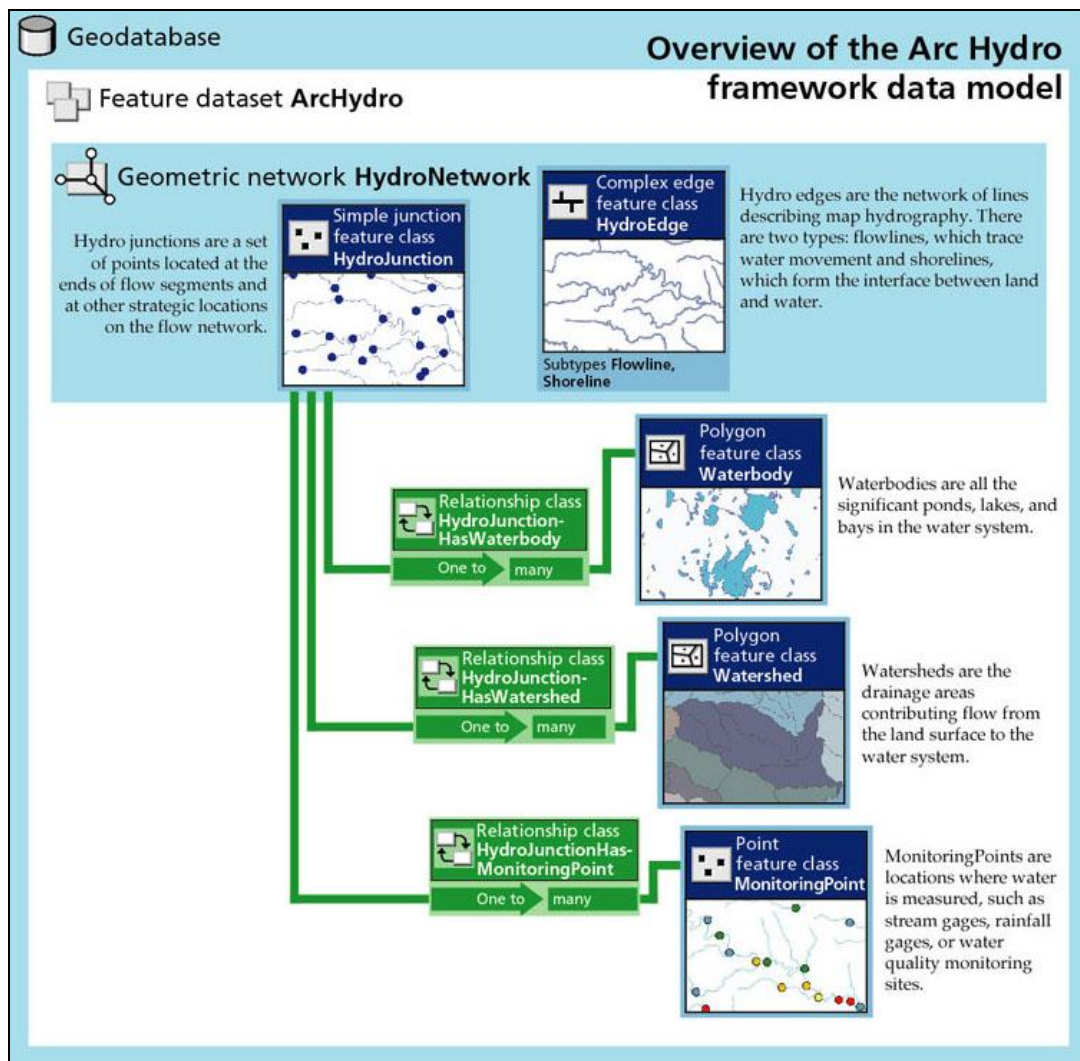 Geodatabase
Overview of the Arc Hydro
framework data model
Feature dataset ArcHydro
Geometric network HydroNetwork
Hydro junctions are a set
of points located at the
ends of flow segments and
at other strategic locations
on the flow network.
Simple junction
feature class
HydroJunction
Complex edge
feature class
HydroEdge
Subtypes Flowline,
Shoreline
Hydro edges are the network of lines
describing map hydrography. There
are two types: flowlines, which trace
water movement and shorelines,
which form the interface between land
and water.
Relationship class
HydroJunction-
HasWaterbody
One to many
Polygon
feature class
Waterbody
Waterbodies are all the
significant ponds, lakes, and
bays in the water system.
Relationship class
HydroJunction-
HasWatershed
One to many
Polygon
feature class
Watershed
Watersheds are the
drainage areas
contributing flow from
the land surface to the
water system.
Relationship class
HydroJunctionHas-
MonitoringPoint
One to many
Point
feature class
MonitoringPoint
MonitoringPoints are
locations where water
is measured, such as
stream gages, rainfall
gages, or water
quality monitoring
sites.